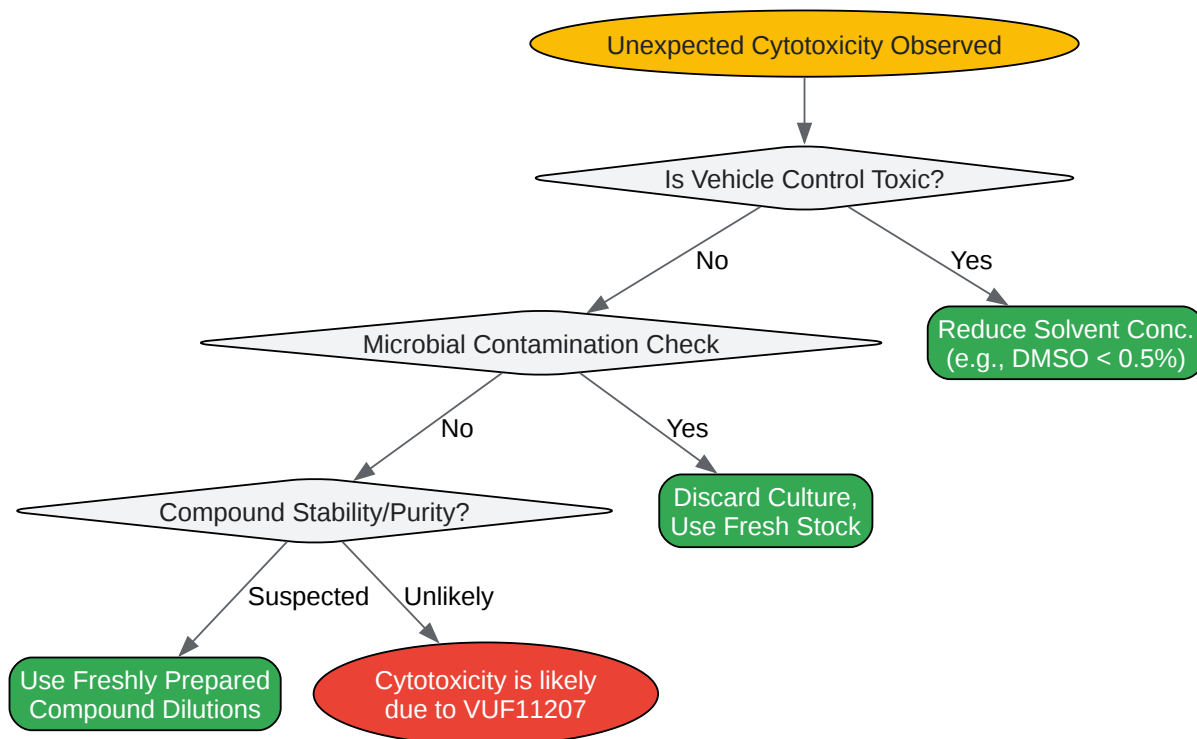 Unexpected Cytotoxicity Observed
Is Vehicle Control Toxic?
No
Yes
Microbial Contamination Check
Reduce Solvent Conc.
(e.g., DMSO < 0.5%)
No
Yes
Compound Stability/Purity?
Discard Culture,
Use Fresh Stock
Suspected
Unlikely
Use Freshly Prepared
Compound Dilutions
Cytotoxicity is likely
due to VUF11207